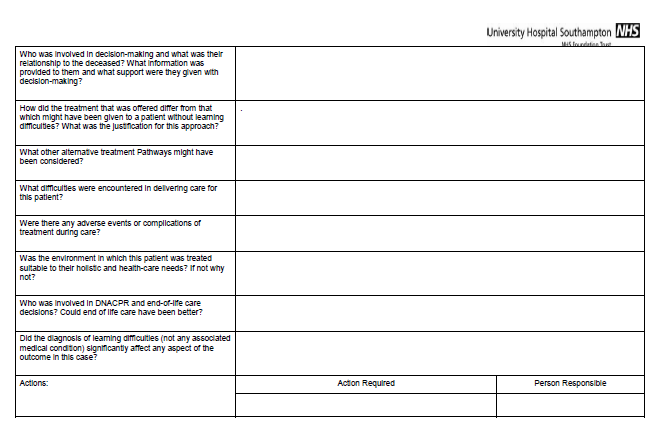 University Hospital Southampton NHS
NHS Foundation Trust
Who was involved in decision-making and what was their
relationship to the deceased? What information was
provided to them and what support were they given with
decision-making?
How did the treatment that was offered differ from that
which might have been given to a patient without learning
difficulties? What was the justification for this approach?
.
What other alternative treatment Pathways might have
been considered?
What difficulties were encountered in delivering care for
this patient?
Were there any adverse events or complications of
treatment during care?
Was the environment in which this patient was treated
suitable to their holistic and health-care needs? If not why
not?
Who was involved in DNACPR and end-of-life care
decisions? Could end of life care have been better?
Did the diagnosis of learning difficulties (not any associated
medical condition) significantly affect any aspect of the
outcome in this case?
Actions:
Action Required
Person Responsible